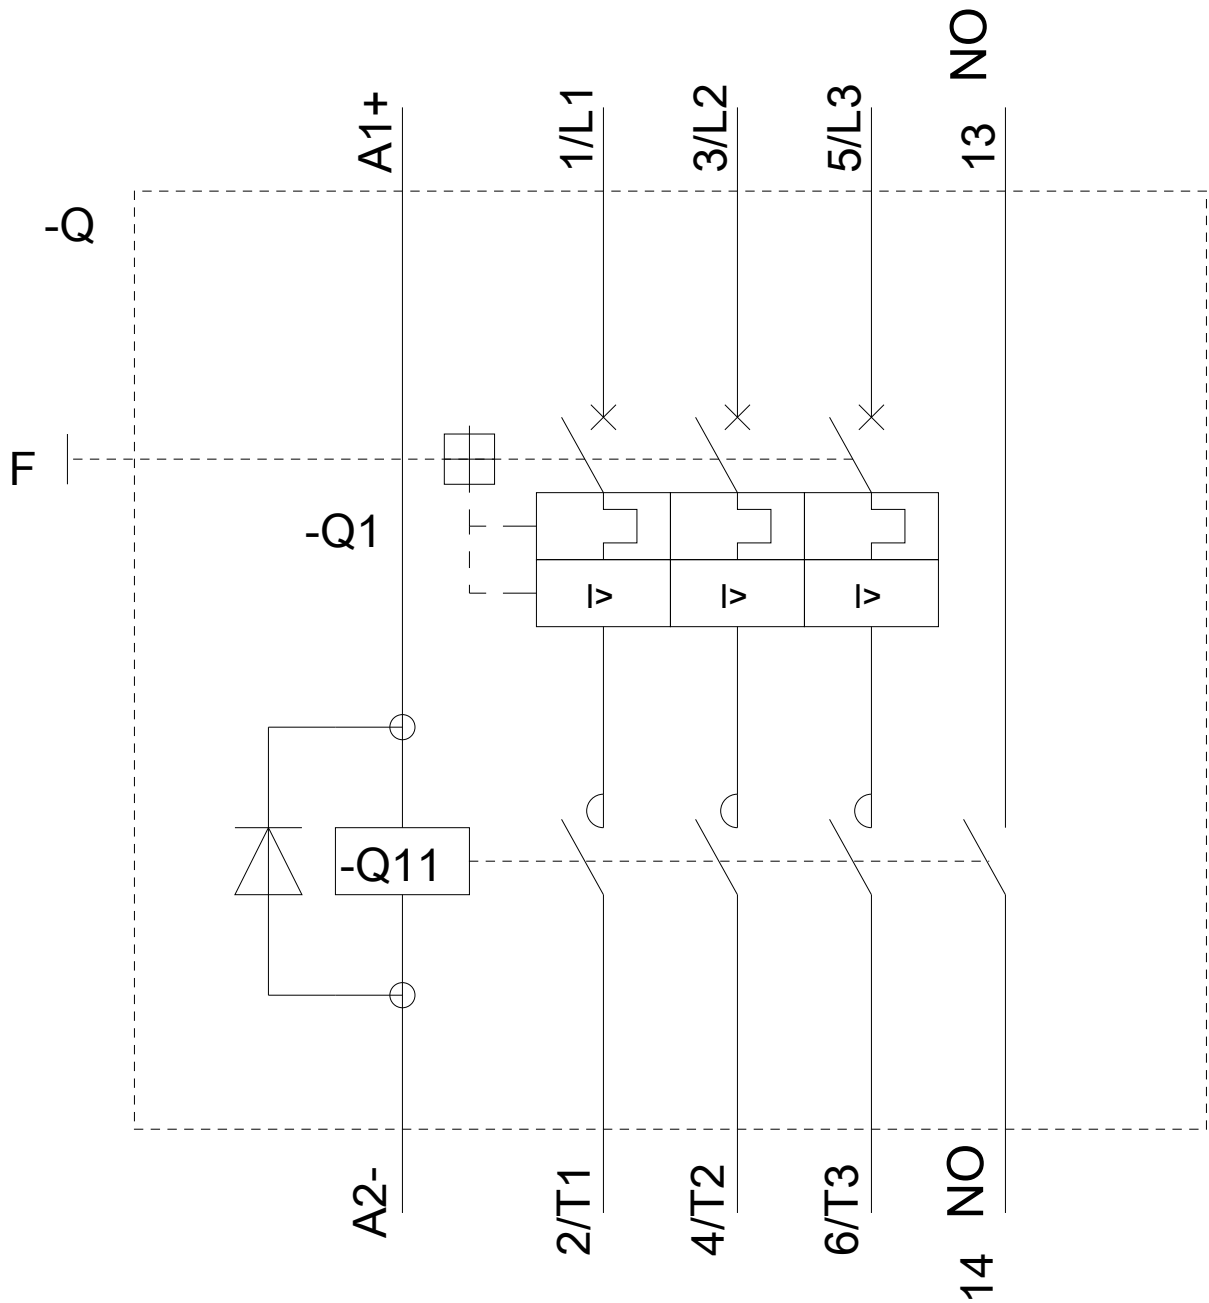 A1+
1/L1
3/L2
5/L3
13 NO
-Q
F
-Q1
I>
I>
I>
-Q11
A2-
2/T1
4/T2
6/T3
14 NO